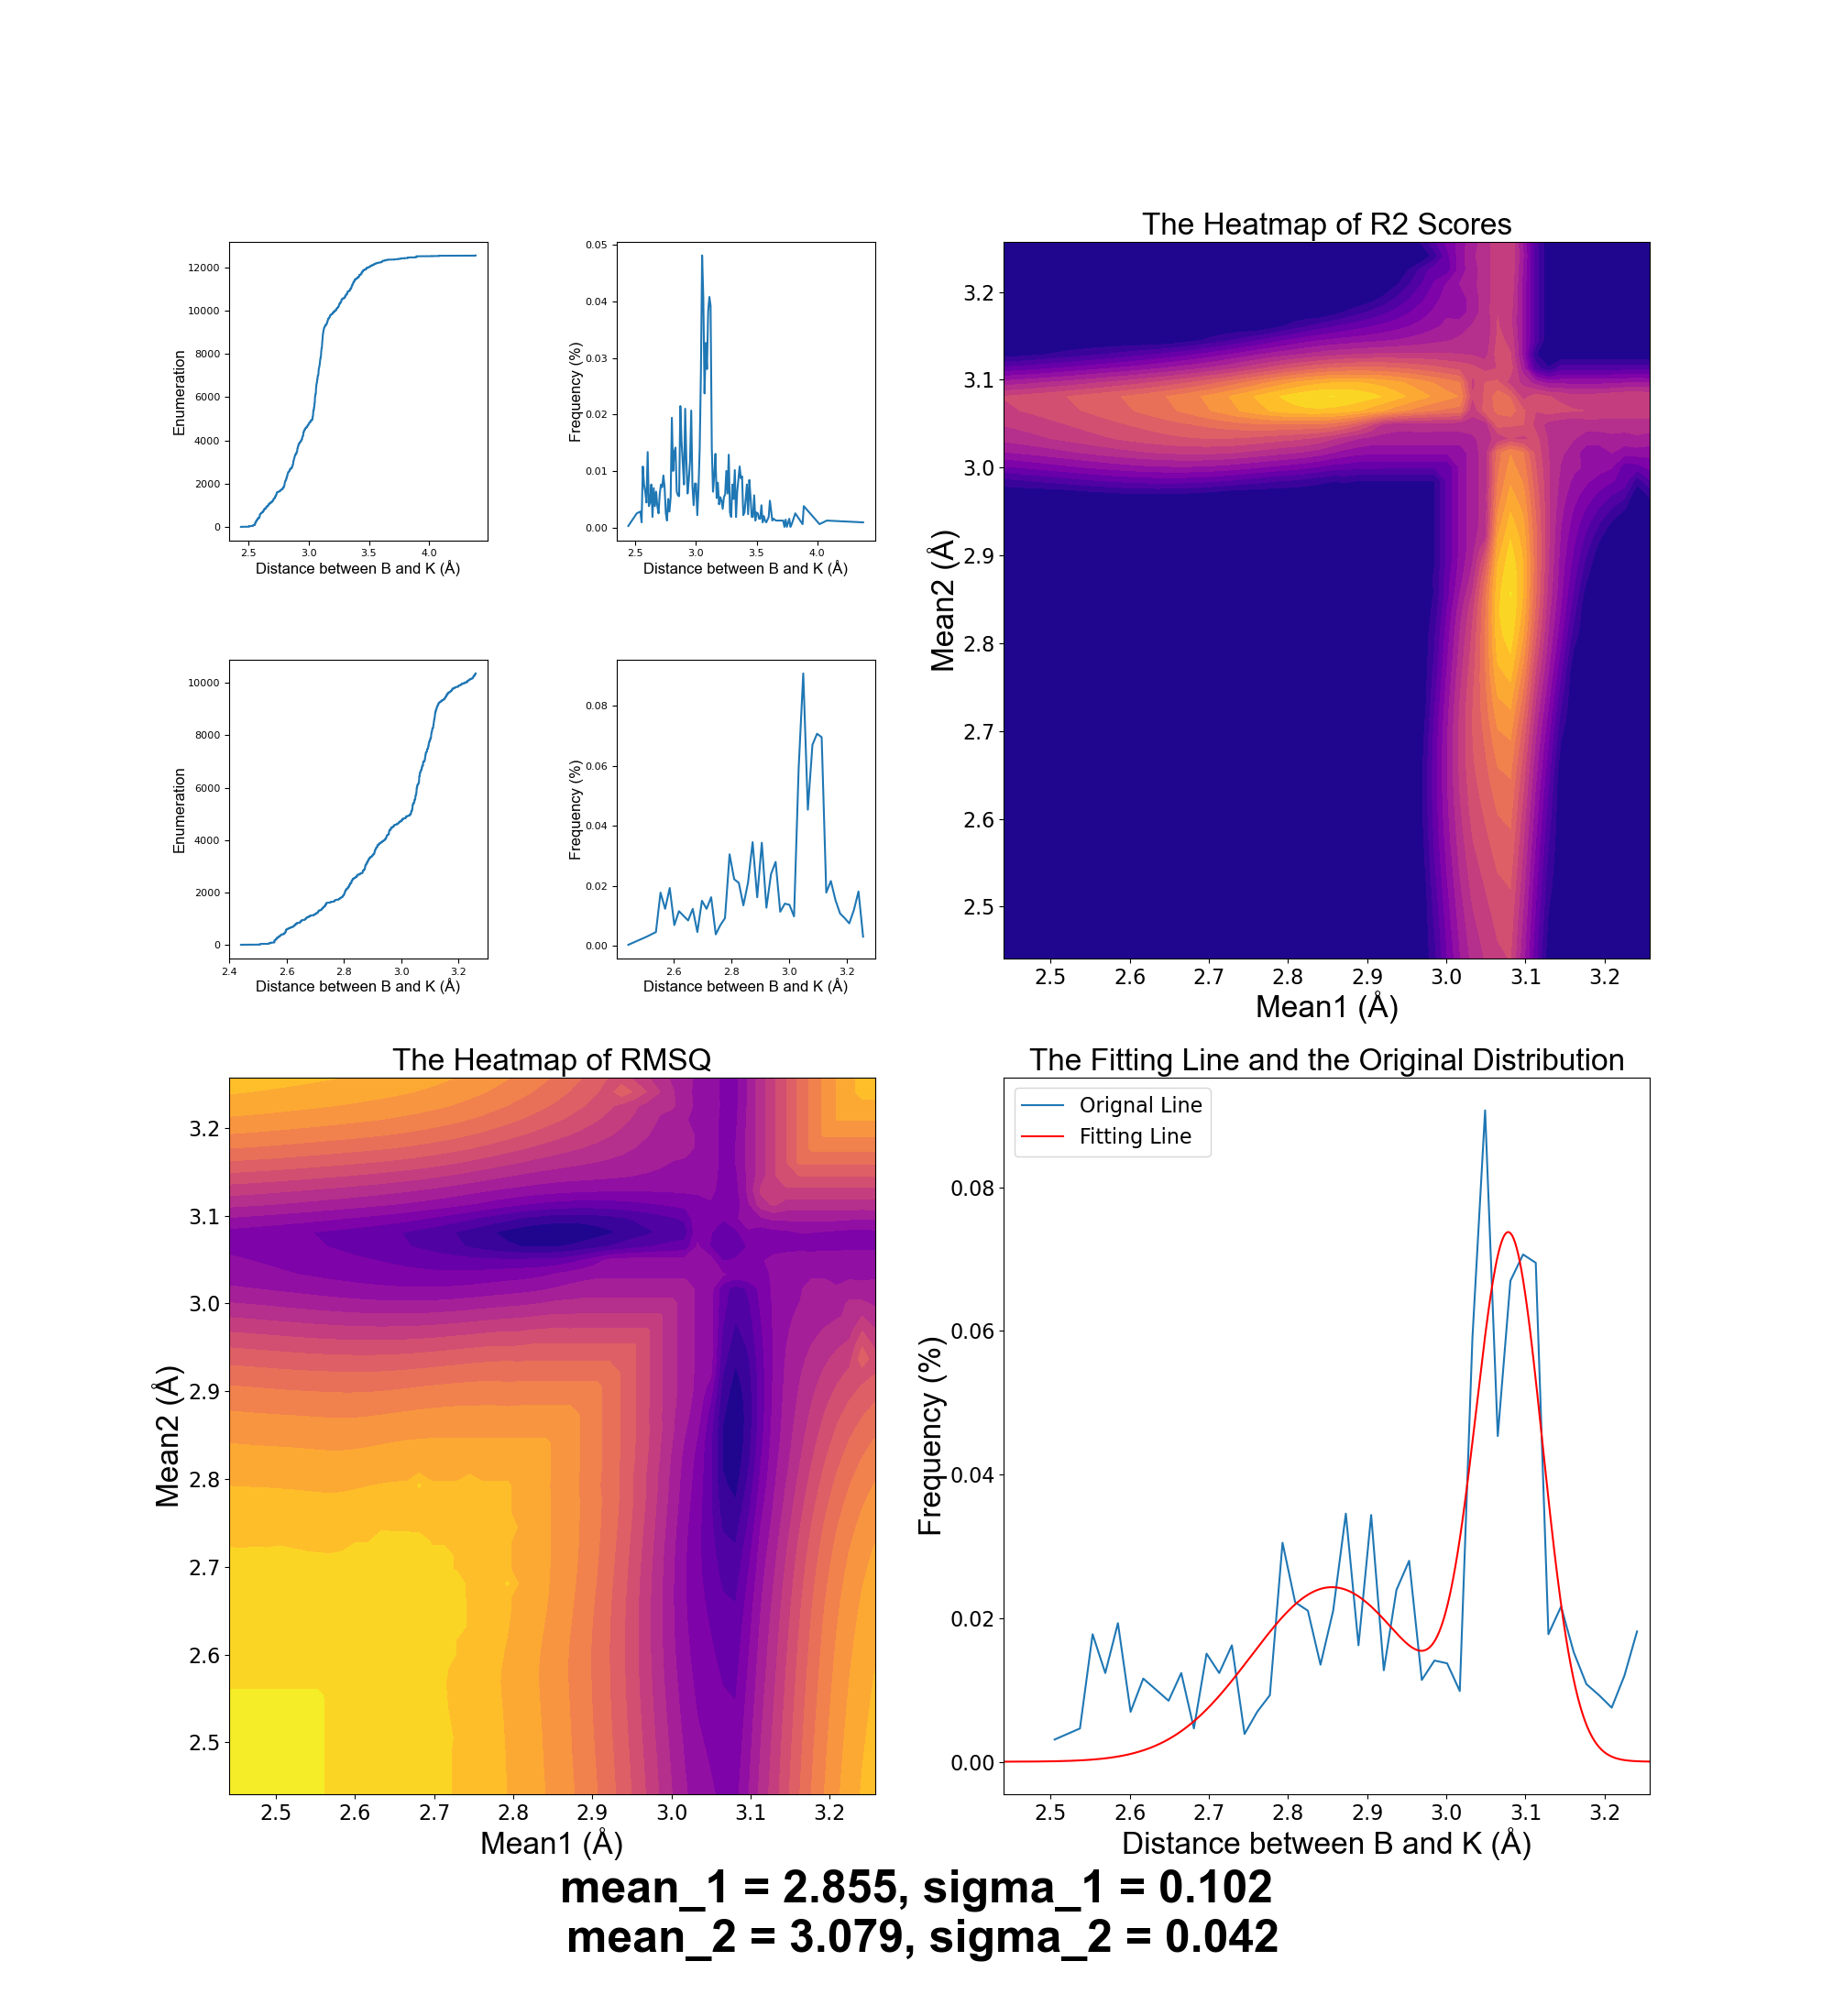 The Heatmap of R2 Scores
12000
10000
8000
6000
4000
2000
0
Enumeration
2.5 3.0 3.5 4.0
Distance between B and K (Å)
0.05
0.04
0.03
0.02
0.01
0.00
Frequency (%)
2.5 3.0 3.5 4.0
Distance between B and K (Å)
10000
8000
6000
4000
2000
0
Enumeration
2.4 2.6 2.8 3.0 3.2
Distance between B and K (Å)
0.08
0.06
0.04
0.02
0.00
Frequency (%)
2.6 2.8 3.0 3.2
Distance between B and K (Å)
3.2
3.1
3.0
2.9
2.8
2.7
2.6
2.5
Mean2 (Å)
2.5 2.6 2.7 2.8 2.9 3.0 3.1 3.2
Mean1 (Å)
The Heatmap of RMSQ
3.2
3.1
3.0
2.9
2.8
2.7
2.6
2.5
Mean2 (Å)
2.5 2.6 2.7 2.8 2.9 3.0 3.1 3.2
Mean1 (Å)
The Fitting Line and the Original Distribution
Orignal Line
Fitting Line
0.08
0.06
0.04
0.02
0.00
Frequency (%)
2.5 2.6 2.7 2.8 2.9 3.0 3.1 3.2
Distance between B and K (Å)
mean_1 = 2.855, sigma_1 = 0.102
mean_2 = 3.079, sigma_2 = 0.042